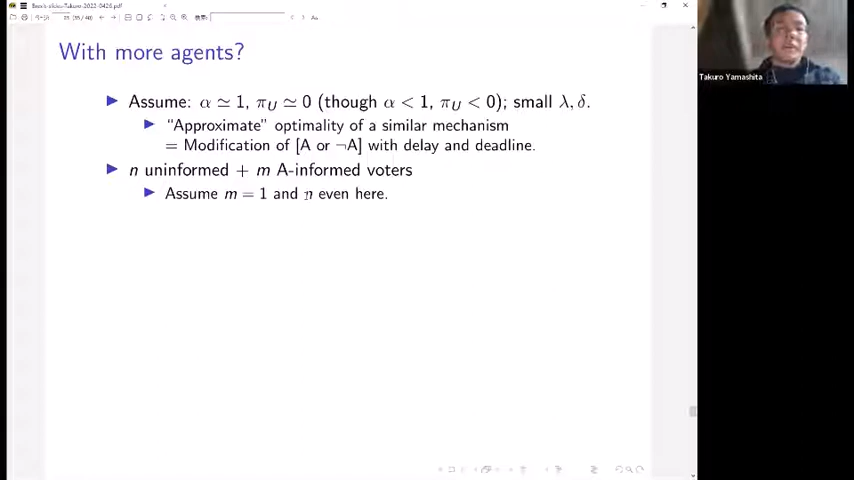 With more agents?
▶ Assume: α ≃ 1, π_U ≃ 0 (though α < 1, π_U < 0); small λ, δ.
▶ "Approximate" optimality of a similar mechanism
= Modification of [A or ¬A] with delay and deadline.
▶ n uninformed + m A-informed voters
▶ Assume m = 1 and n even here.
Takuro Yamashita